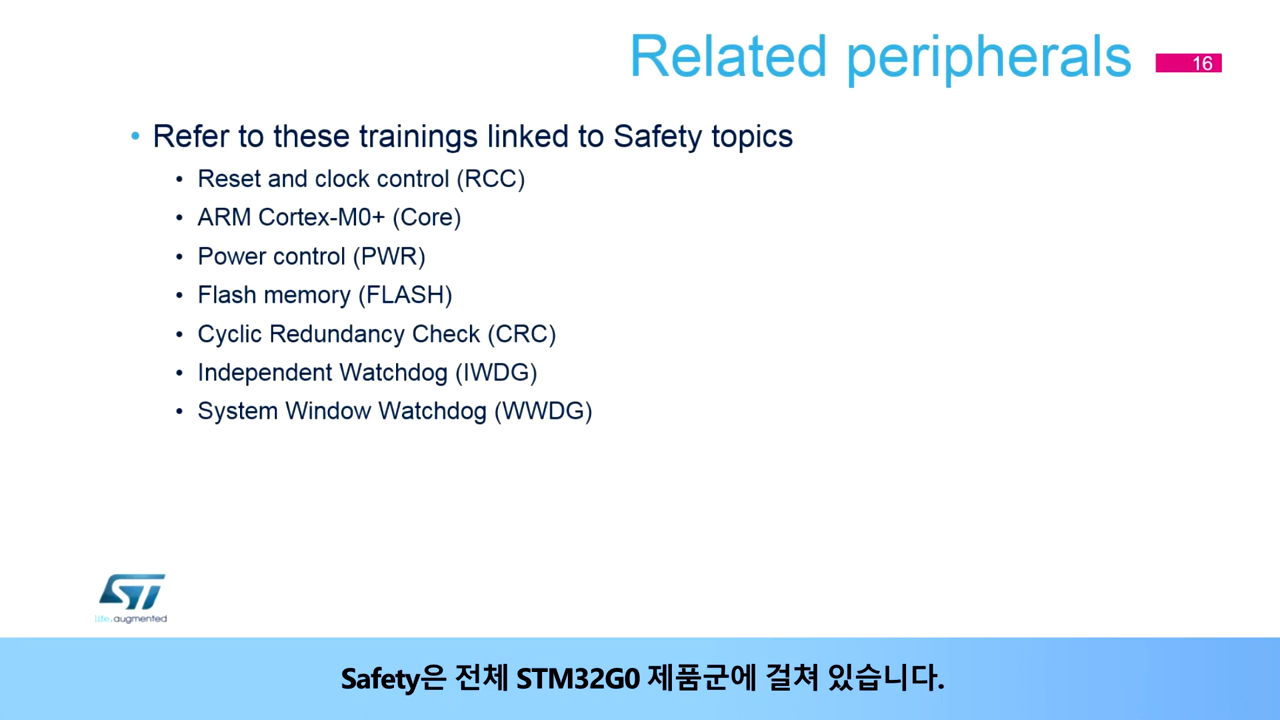 Related peripherals
16
• Refer to these trainings linked to Safety topics
• Reset and clock control (RCC)
• ARM Cortex-M0+ (Core)
• Power control (PWR)
• Flash memory (FLASH)
• Cyclic Redundancy Check (CRC)
• Independent Watchdog (IWDG)
• System Window Watchdog (WWDG)
ST
life.augmented
Safety은 전체 STM32G0 제품군에 걸쳐 있습니다.